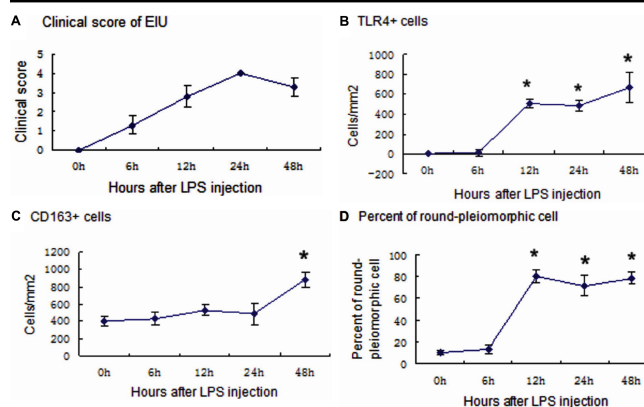 A Clinical score of EIU
5
4
3
2
1
0
Clinical score
0h 6h 12h 24h 48h
Hours after LPS injection
B TLR4+ cells
1000
800
600
400
200
0
-200
Cells/mm2
* * *
0h 6h 12h 24h 48h
Hours after LPS injection
C CD163+ cells
1200
1000
800
600
400
200
0
Cells/mm2
*
0h 6h 12h 24h 48h
Hours after LPS injection
D Percent of round-pleiomorphic cell
100
80
60
40
20
0
Percent of round-
pleiomorphic cell
* * *
0h 6h 12h 24h 48h
Hours after LPS injection